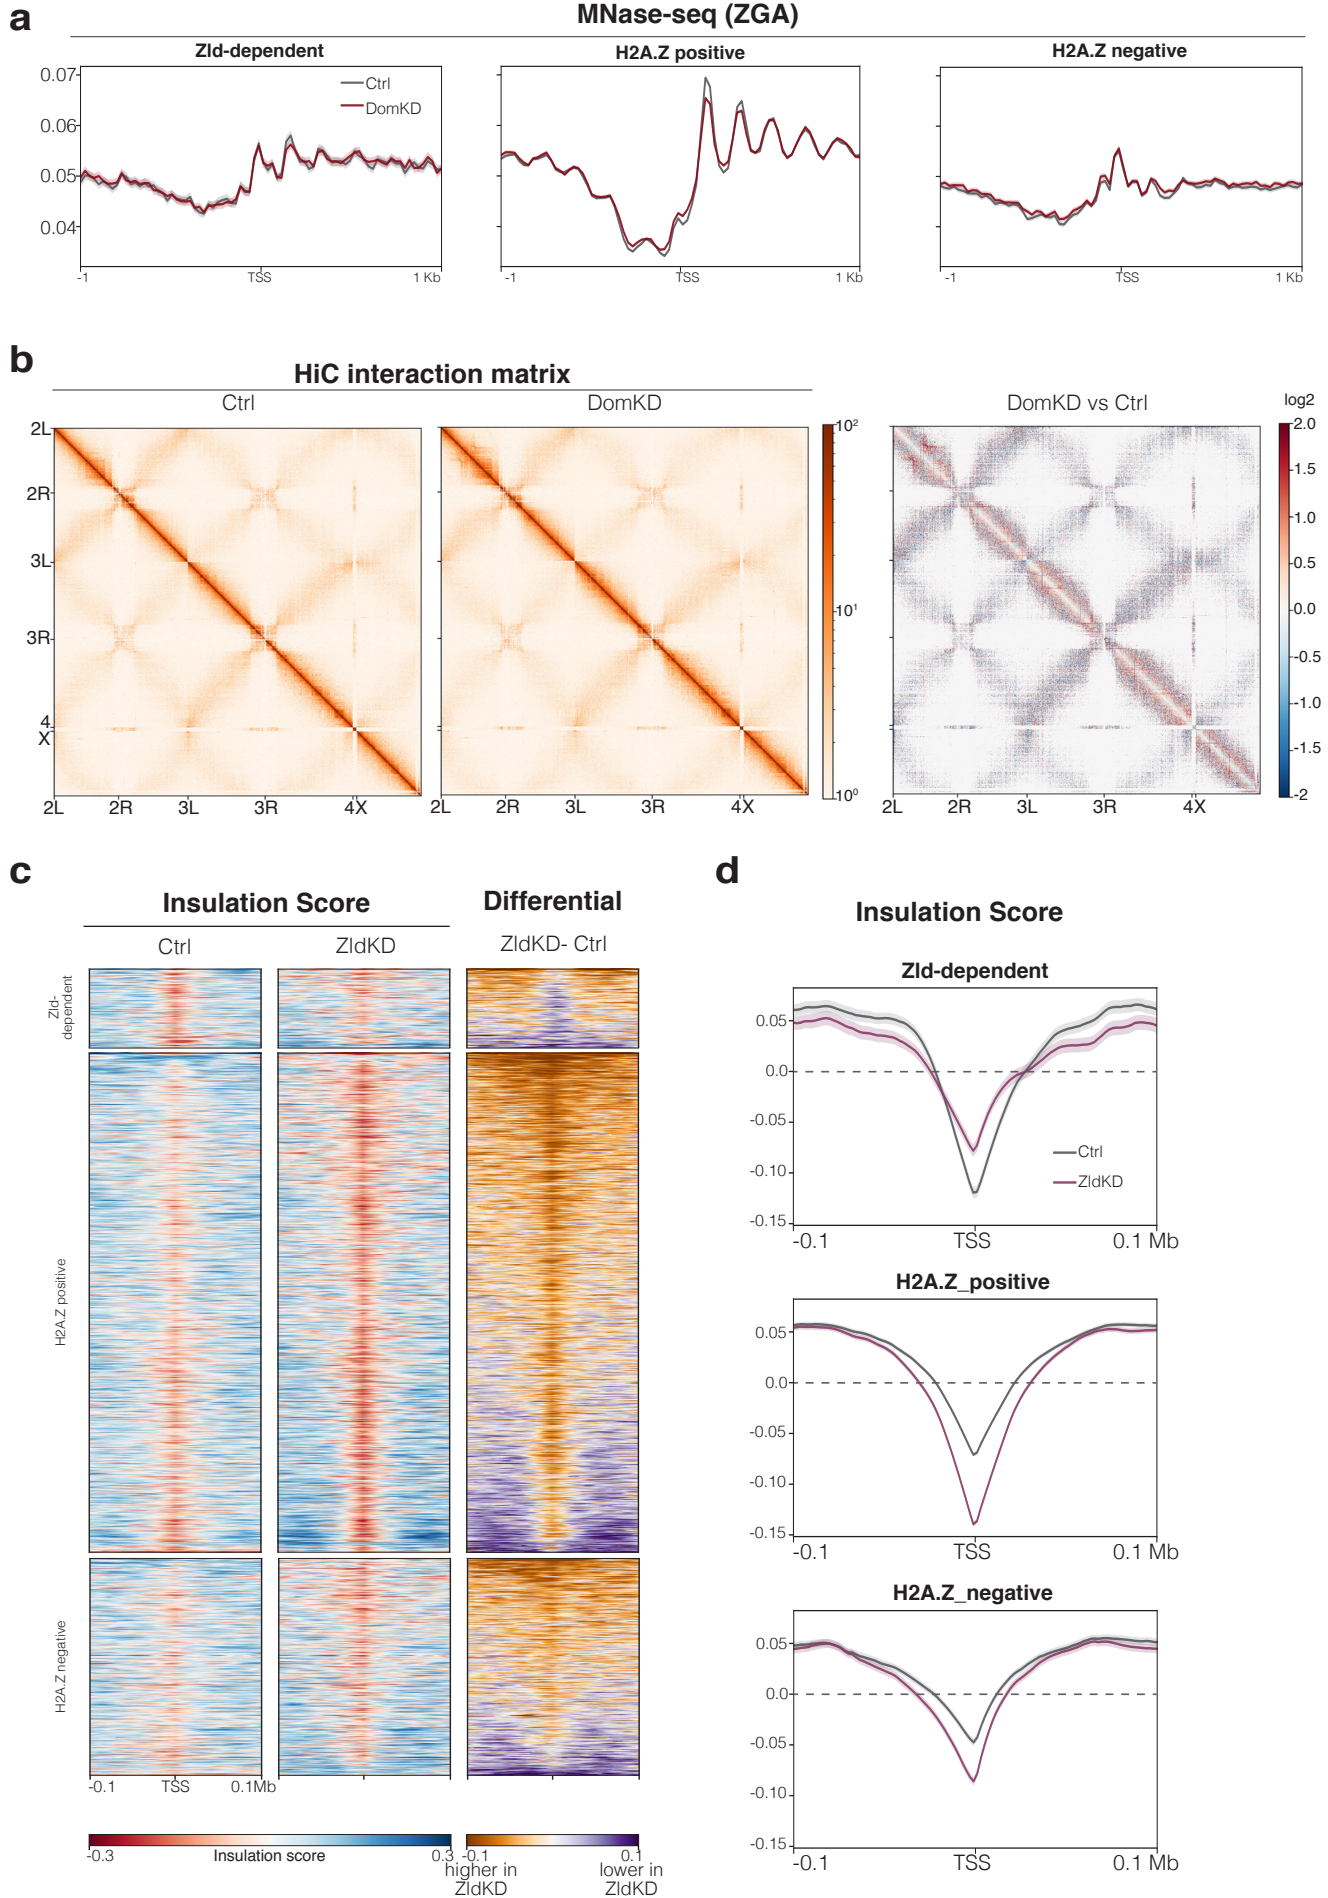 a
MNase-seq (ZGA)
Zld-dependent
H2A.Z positive
H2A.Z negative
0.07
0.06
0.05
0.04
Ctrl
DomKD
-1 TSS 1 Kb
-1 TSS 1 Kb
-1 TSS 1 Kb
b
HiC interaction matrix
Ctrl
DomKD
DomKD vs Ctrl
log2
2L
2R
3L
3R
4
X
2L 2R 3L 3R 4X
2L 2R 3L 3R 4X
10²
10¹
10⁰
2L 2R 3L 3R 4X
2.0
1.5
1.0
0.5
0.0
-0.5
-1.0
-1.5
-2
c
Insulation Score
Differential
Ctrl
ZldKD
ZldKD- Ctrl
Zld-
dependent
H2A.Z positive
H2A.Z negative
-0.1 TSS 0.1Mb
-0.3 Insulation score 0.3
-0.1 0.1
higher in
ZldKD
lower in
ZldKD
d
Insulation Score
Zld-dependent
0.05
0.0
-0.05
-0.10
-0.15
Ctrl
ZldKD
-0.1 TSS 0.1 Mb
H2A.Z_positive
0.05
0.0
-0.05
-0.10
-0.15
-0.1 TSS 0.1 Mb
H2A.Z_negative
0.05
0.0
-0.05
-0.10
-0.15
-0.1 TSS 0.1 Mb